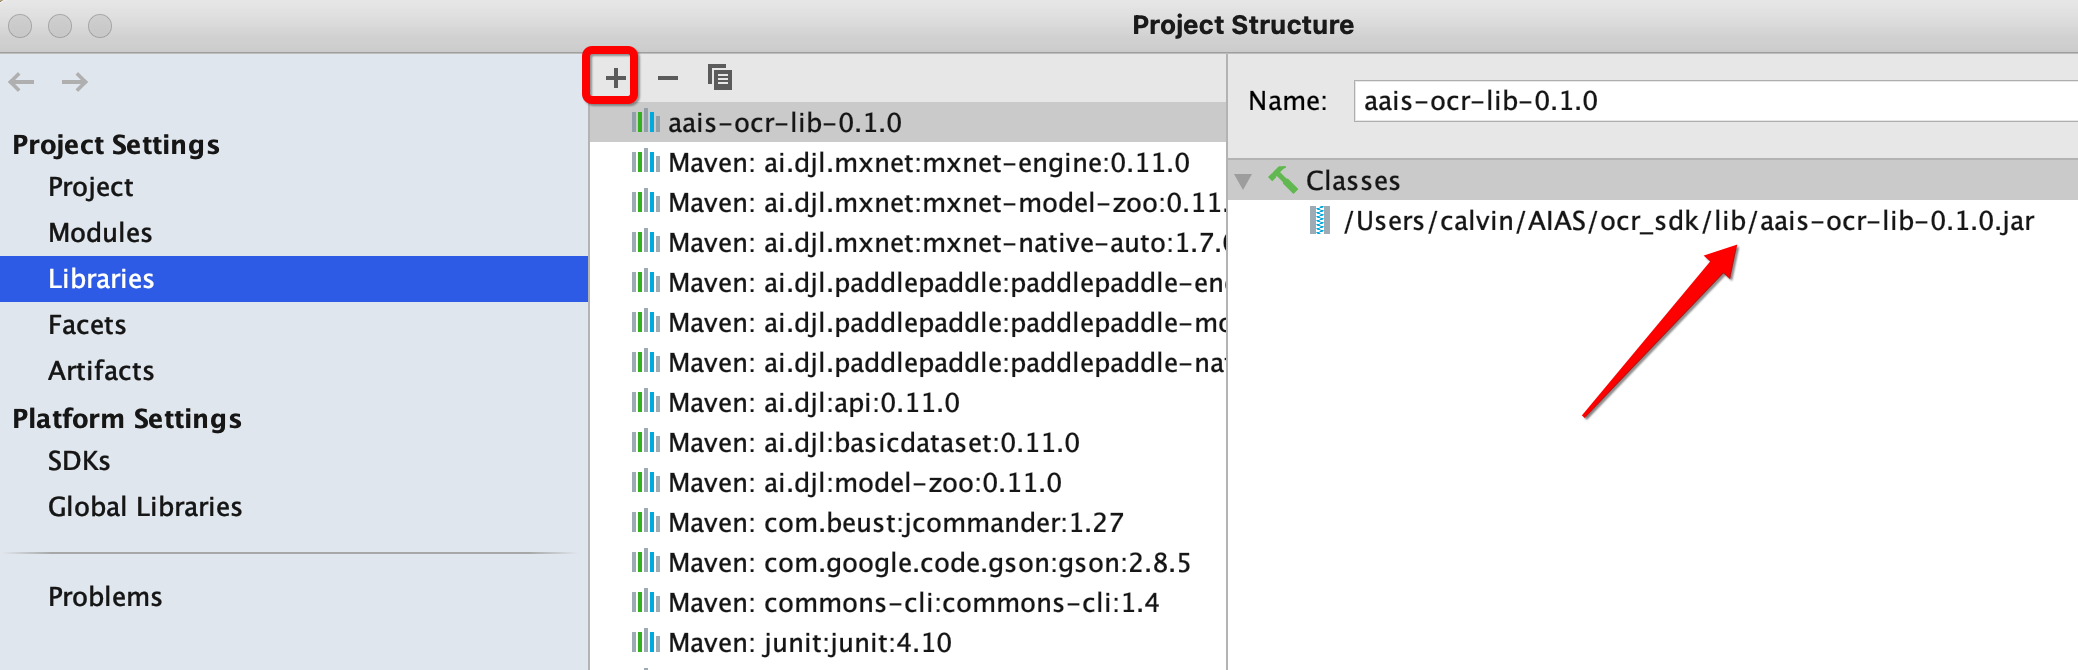 Project Structure
Project Settings
Project
Modules
Libraries
Facets
Artifacts
Platform Settings
SDKs
Global Libraries
Problems
aais-ocr-lib-0.1.0
Maven: ai.djl.mxnet:mxnet-engine:0.11.0
Maven: ai.djl.mxnet:mxnet-model-zoo:0.11.
Maven: ai.djl.mxnet:mxnet-native-auto:1.7.0
Maven: ai.djl.paddlepaddle:paddlepaddle-en
Maven: ai.djl.paddlepaddle:paddlepaddle-mo
Maven: ai.djl.paddlepaddle:paddlepaddle-na
Maven: ai.djl:api:0.11.0
Maven: ai.djl:basicdataset:0.11.0
Maven: ai.djl:model-zoo:0.11.0
Maven: com.beust:jcommander:1.27
Maven: com.google.code.gson:gson:2.8.5
Maven: commons-cli:commons-cli:1.4
Maven: junit:junit:4.10
Name: aais-ocr-lib-0.1.0
Classes
/Users/calvin/AIAS/ocr_sdk/lib/aais-ocr-lib-0.1.0.jar